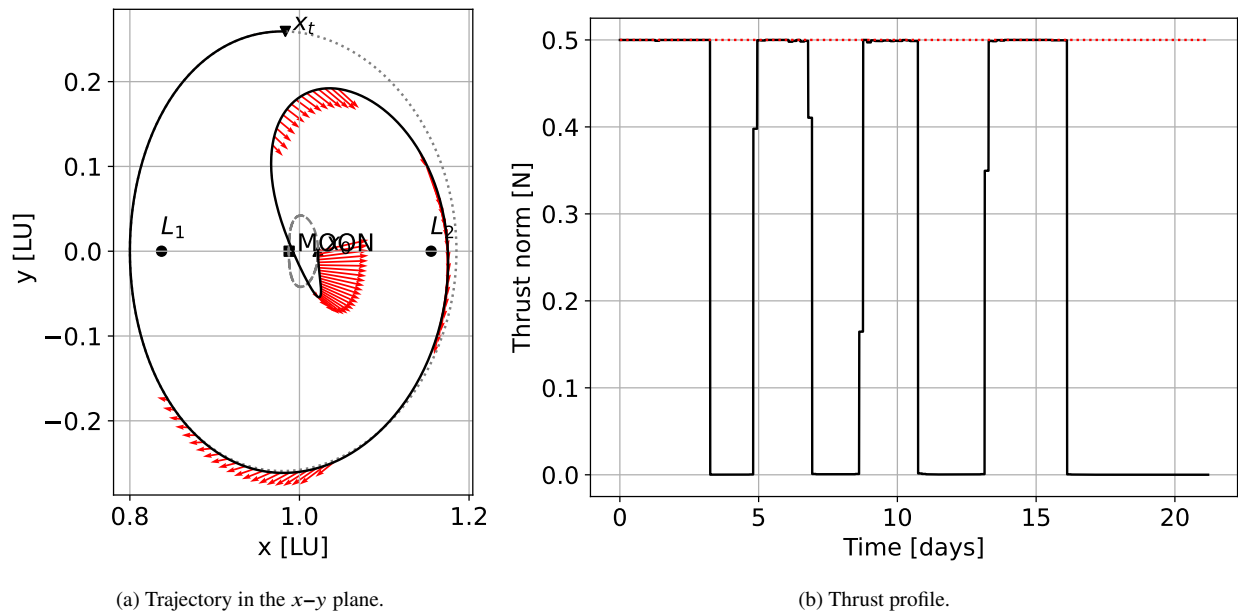 x_t
L_1
MOON
x_0
L_2
0.2
0.1
0.0
−0.1
−0.2
y [LU]
0.8
1.0
1.2
x [LU]
(a) Trajectory in the x–y plane.
0.5
0.4
0.3
0.2
0.1
0.0
Thrust norm [N]
0
5
10
15
20
Time [days]
(b) Thrust profile.